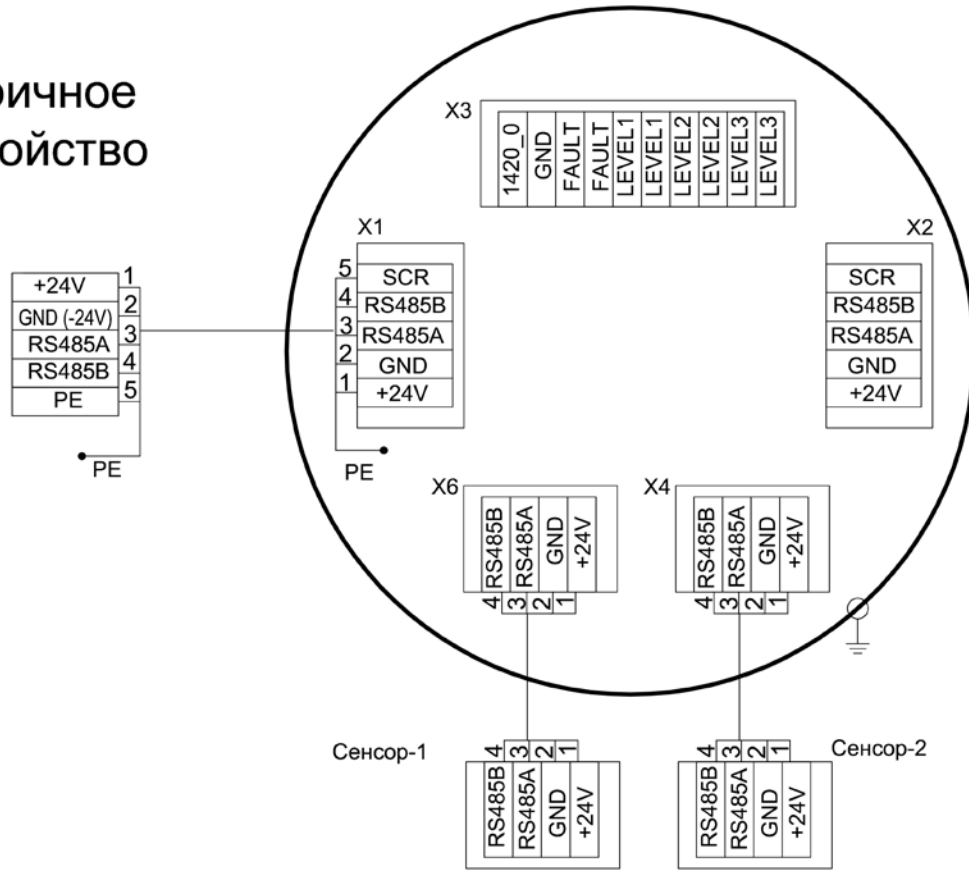 ричное
ойство
X3
1420_0
GND
FAULT
FAULT
LEVEL1
LEVEL1
LEVEL2
LEVEL2
LEVEL3
LEVEL3
+24V 1
GND (-24V) 2
RS485A 3
RS485B 4
PE 5
PE
X1
5 SCR
4 RS485B
3 RS485A
2 GND
1 +24V
PE
X2
SCR
RS485B
RS485A
GND
+24V
X6
RS485B
RS485A
GND
+24V
4 3 2 1
X4
RS485B
RS485A
GND
+24V
4 3 2 1
Сенсор-1
4 3 2 1
RS485B
RS485A
GND
+24V
Сенсор-2
4 3 2 1
RS485B
RS485A
GND
+24V